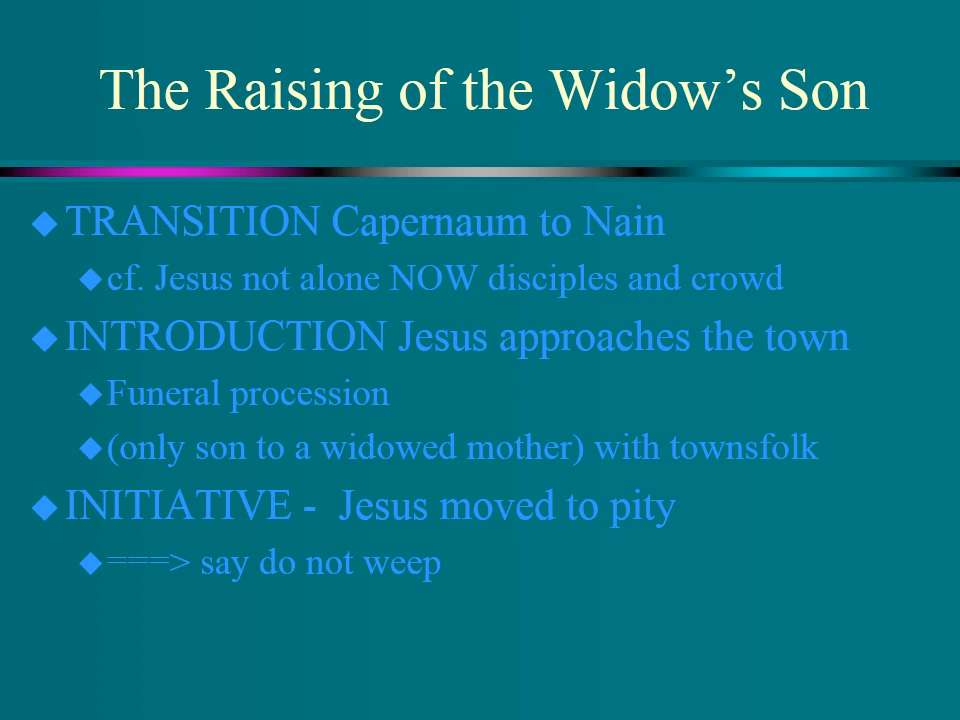 The Raising of the Widow’s Son
TRANSITION Capernaum to Nain
cf. Jesus not alone NOW disciples and crowd
INTRODUCTION Jesus approaches the town
Funeral procession
(only son to a widowed mother) with townsfolk
INITIATIVE -  Jesus moved to pity
===> say do not weep